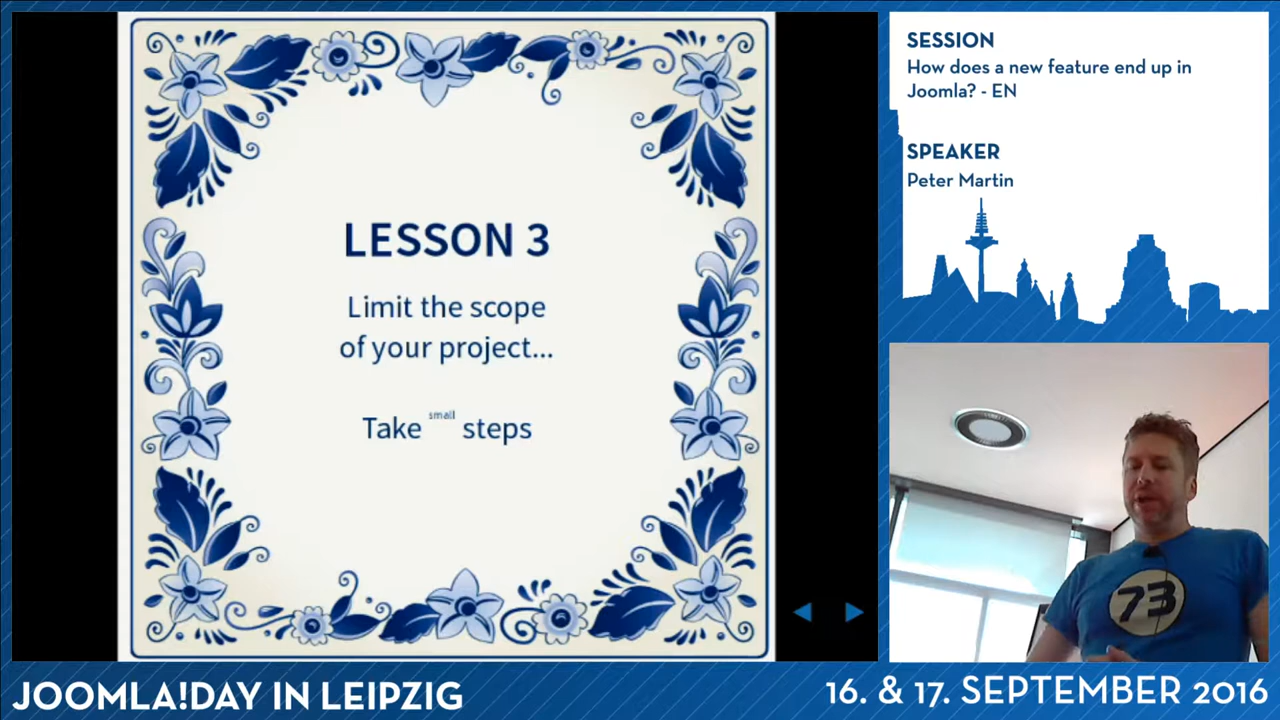 LESSON 3
Limit the scope
of your project...
Take small steps
SESSION
How does a new feature end up in
Joomla? - EN
SPEAKER
Peter Martin
73
JOOMLA!DAY IN LEIPZIG
16. & 17. SEPTEMBER 2016